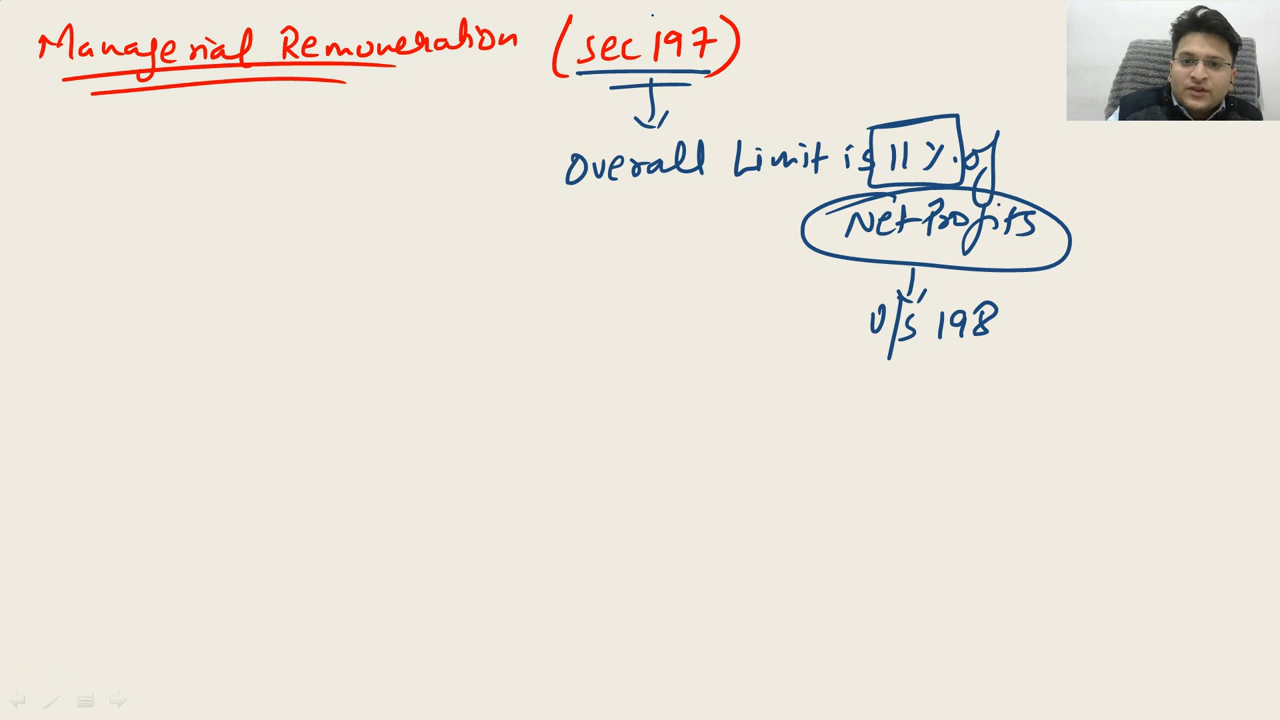 Managerial Remuneration (sec 197)
Overall Limit is 11 %. of
Net Profits
U/S 198